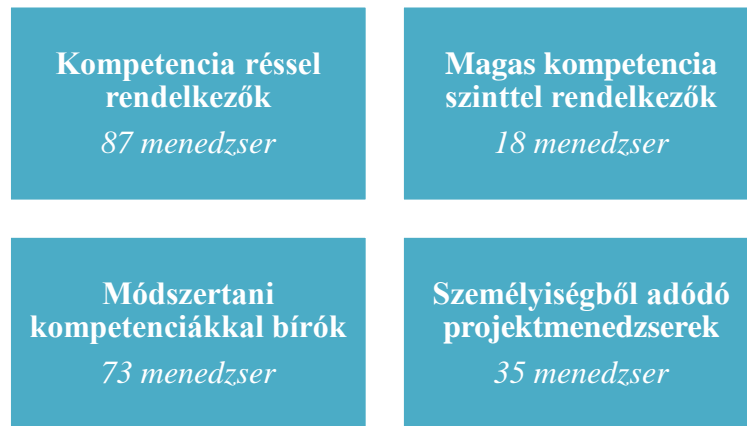 Kompetencia réssel
rendelkezők
87 menedzser
Magas kompetencia
szinttel rendelkezők
18 menedzser
Módszertani
kompetenciákkal bírók
73 menedzser
Személyiségből adódó
projektmenedzserek
35 menedzser